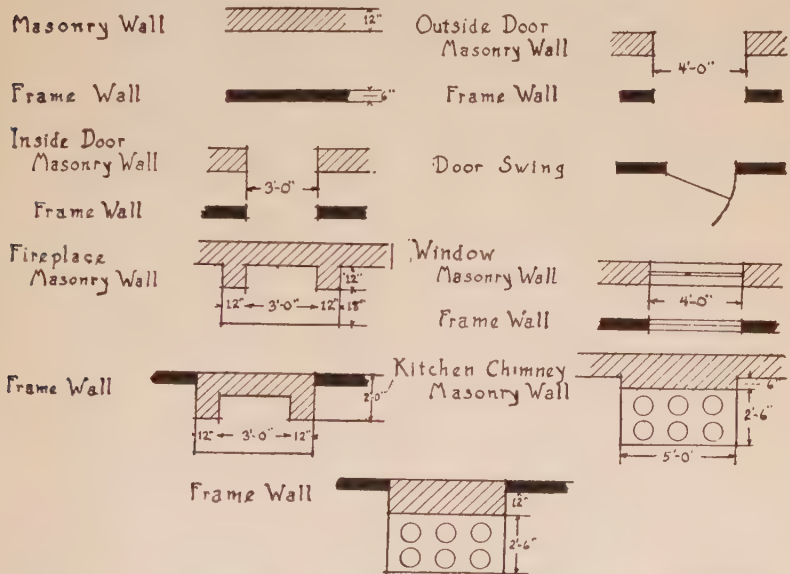 Masonry Wall
12"
Frame Wall
6"
Inside Door
Masonry Wall
3'-0"
Frame Wall
Fireplace
Masonry Wall
12"
12" 3'-0" 12" 18"
Frame Wall
2'-0"
12" 3'-0" 12"
Outside Door
Masonry Wall
4'-0"
Frame Wall
Door Swing
Window
Masonry Wall
4'-0"
Frame Wall
Kitchen Chimney
Masonry Wall
6"
2'-6"
5'-0"
Frame Wall
12"
2'-6"